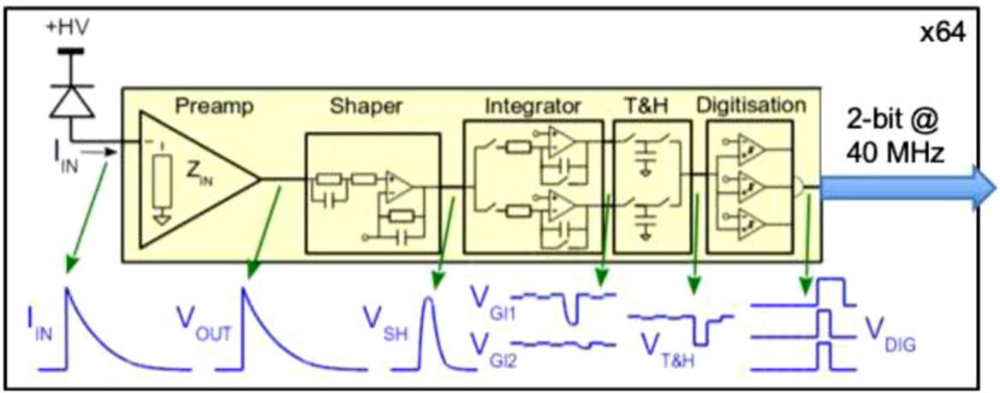 +HV
x64
Preamp
Shaper
Integrator
T&H
Digitisation
2-bit @
40 MHz
I_IN
Z_IN
I_IN
V_OUT
V_SH
V_GI1
V_GI2
V_T&H
V_DIG